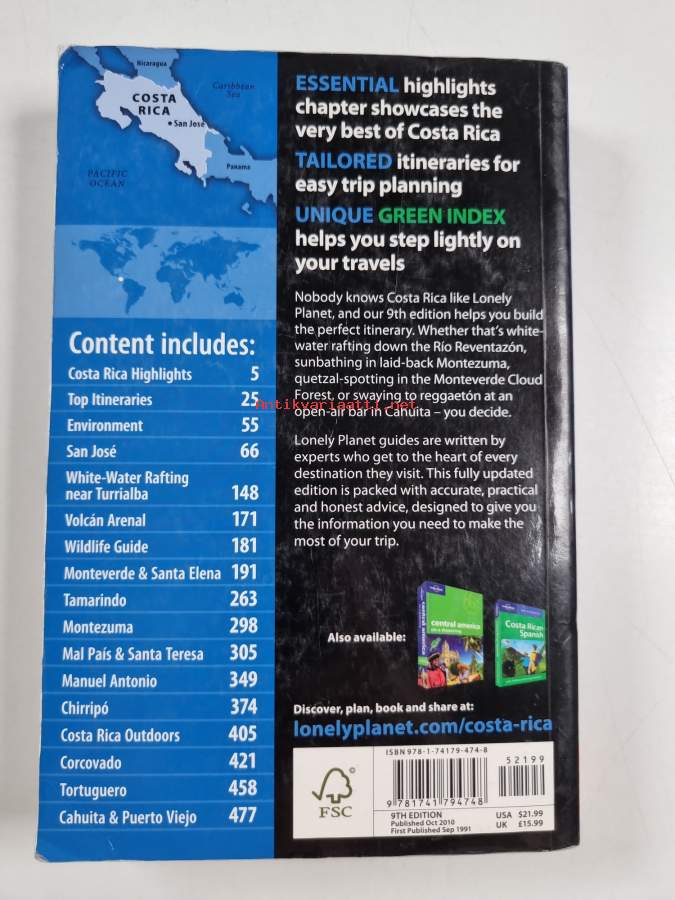 Nicaragua
Caribbean
Sea
COSTA
RICA
San José
PACIFIC
OCEAN
Panama
Content includes:
Costa Rica Highlights 5
Top Itineraries 25
Environment 55
San José 66
White-Water Rafting
near Turrialba 148
Volcán Arenal 171
Wildlife Guide 181
Monteverde & Santa Elena 191
Tamarindo 263
Montezuma 298
Mal País & Santa Teresa 305
Manuel Antonio 349
Chirripó 374
Costa Rica Outdoors 405
Corcovado 421
Tortuguero 458
Cahuita & Puerto Viejo 477
ESSENTIAL highlights
chapter showcases the
very best of Costa Rica
TAILORED itineraries for
easy trip planning
UNIQUE GREEN INDEX
helps you step lightly on
your travels
Nobody knows Costa Rica like Lonely
Planet, and our 9th edition helps you build
the perfect itinerary. Whether that's white-
water rafting down the Río Reventazón,
sunbathing in laid-back Montezuma,
quetzal-spotting in the Monteverde Cloud
Forest, or swaying to reggaetón at an
open-air bar in Cahuita – you decide.
Antikvariaatti.net
Lonely Planet guides are written by
experts who get to the heart of every
destination they visit. This fully updated
edition is packed with accurate, practical
and honest advice, designed to give you
the information you need to make the
most of your trip.
Also available:
central america
Costa Rican
Spanish
Discover, plan, book and share at:
lonelyplanet.com/costa-rica
ISBN 978-1-74179-474-8
52199
9 781741 794748
FSC
9TH EDITION
Published Oct 2010
First Published Sep 1991
USA $21.99
UK £15.99